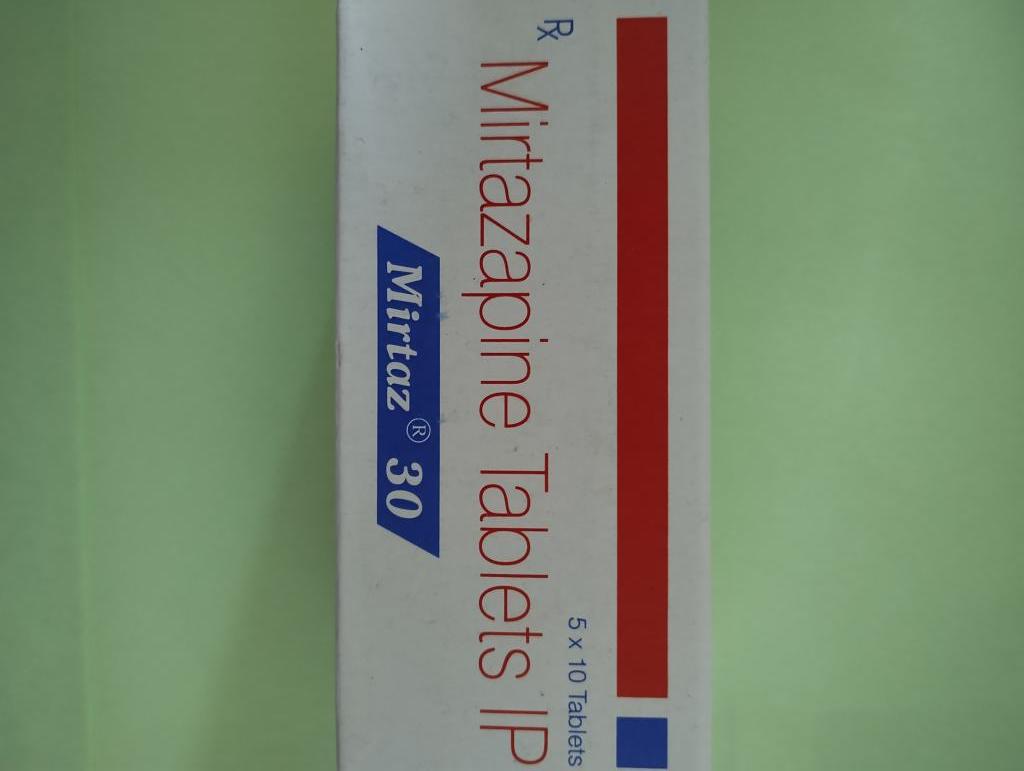 5 x 10 Tablets
Rx Mirtazapine Tablets IP
Mirtaz® 30